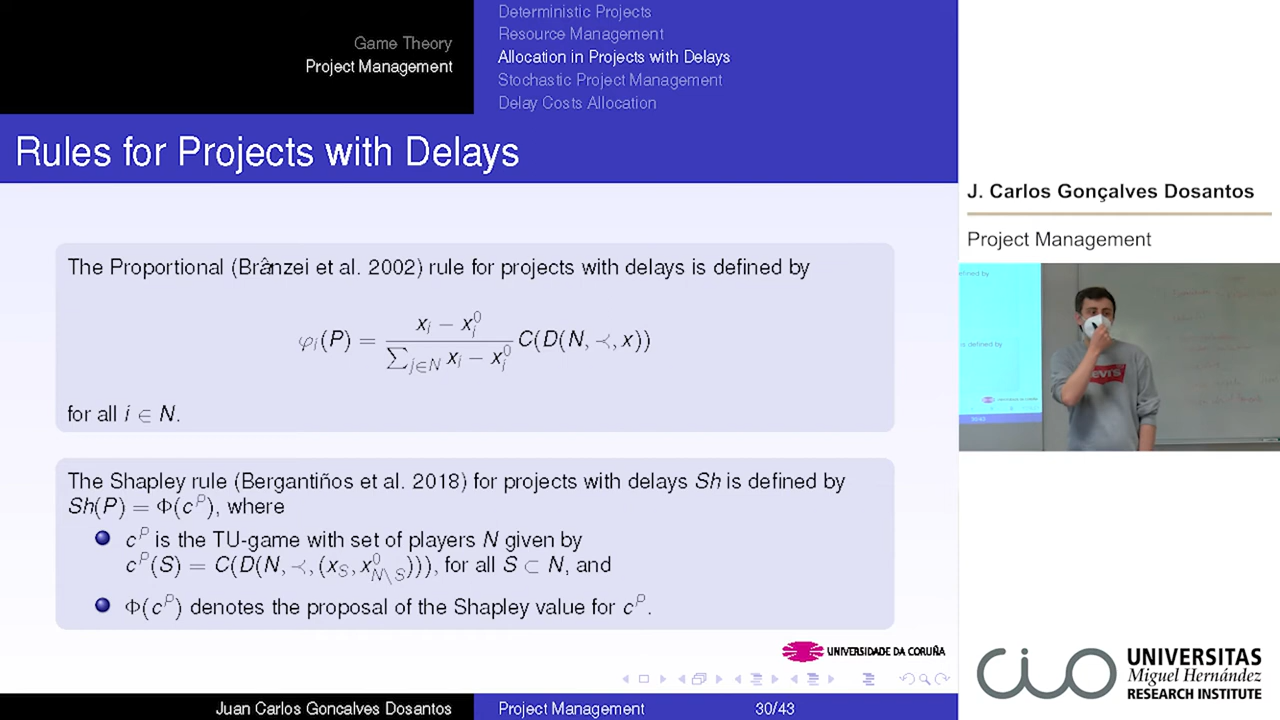 Game Theory
Project Management
Deterministic Projects
Resource Management
Allocation in Projects with Delays
Stochastic Project Management
Delay Costs Allocation
Rules for Projects with Delays
The Proportional (Brânzei et al. 2002) rule for projects with delays is defined by
φ_i(P) = \frac{x_i − x_i^0}{∑_{j∈N} x_i − x_i^0} C(D(N, ≺, x))
for all i ∈ N.
The Shapley rule (Bergantiños et al. 2018) for projects with delays Sh is defined by
Sh(P) = Φ(c^P), where
c^P is the TU-game with set of players N given by
c^P(S) = C(D(N, ≺, (x_S, x^0_{N\S}))), for all S ⊂ N, and
Φ(c^P) denotes the proposal of the Shapley value for c^P.
UNIVERSIDADE DA CORUÑA
Juan Carlos Goncalves Dosantos
Project Management
30/43
J. Carlos Gonçalves Dosantos
Project Management
Levi's
CIO
UNIVERSITAS
Miguel Hernández
RESEARCH INSTITUTE